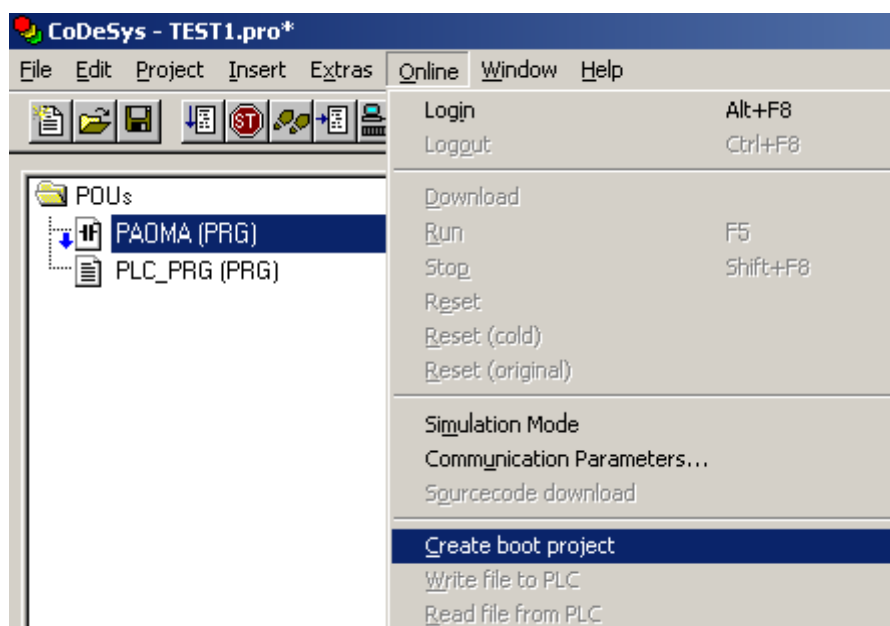 CoDeSys - TEST1.pro*
File Edit Project Insert Extras Online Window Help
ST
Login Alt+F8
Logout Ctrl+F8
Download
Run F5
Stop Shift+F8
Reset
Reset (cold)
Reset (original)
Simulation Mode
Communication Parameters...
Sourcecode download
Create boot project
Write file to PLC
Read file from PLC
POUs
PAOMA (PRG)
PLC_PRG (PRG)